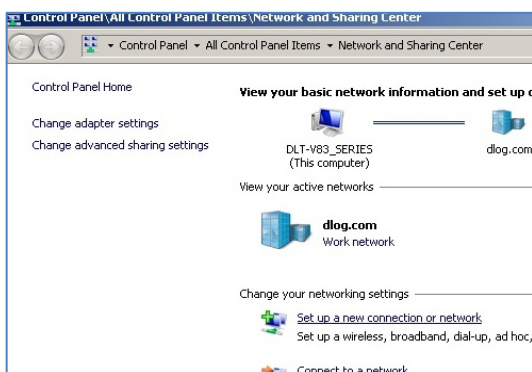 Control Panel\All Control Panel Items\Network and Sharing Center
Control Panel All Control Panel Items Network and Sharing Center
Control Panel Home
Change adapter settings
Change advanced sharing settings
View your basic network information and set up
DLT-V83_SERIES
(This computer)
dlog.com
View your active networks
dlog.com
Work network
Change your networking settings
Set up a new connection or network
Set up a wireless, broadband, dial-up, ad hoc,
Connect to a network